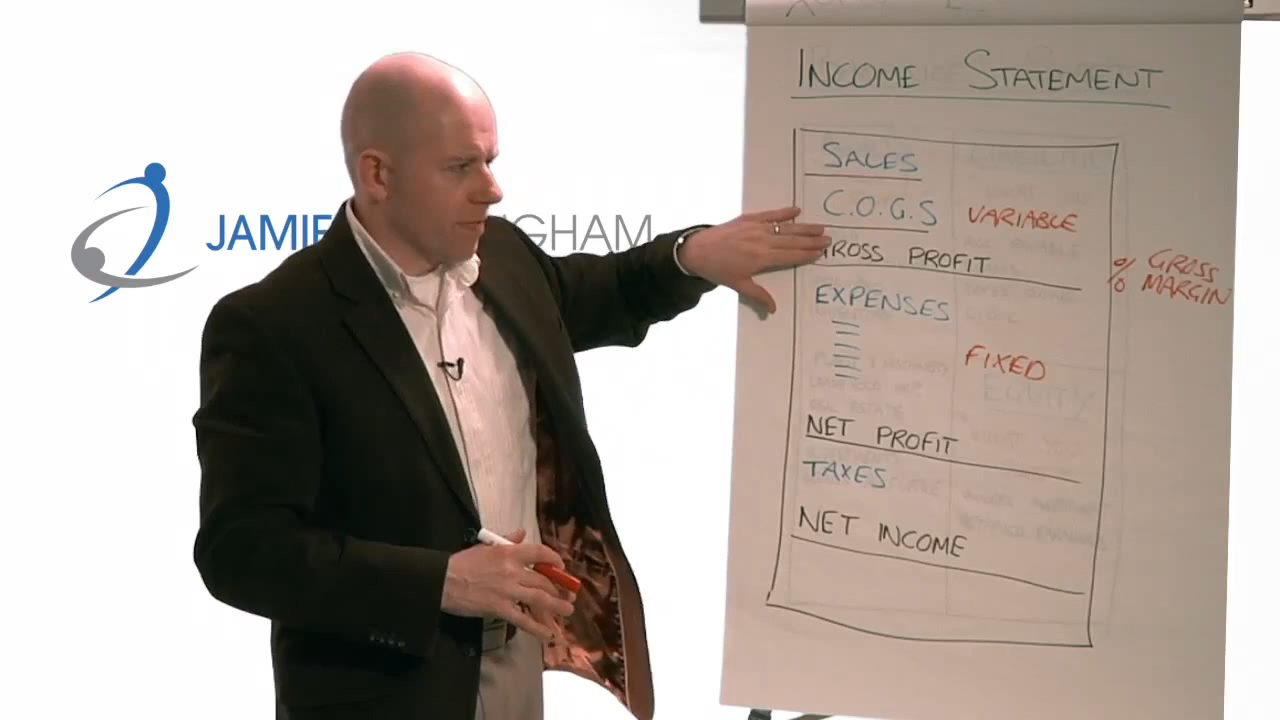 JAMIE GHAM
INCOME STATEMENT
SALES
C.O.G.S VARIABLE
GROSS PROFIT
% GROSS MARGIN
EXPENSES
FIXED
NET PROFIT
TAXES
NET INCOME